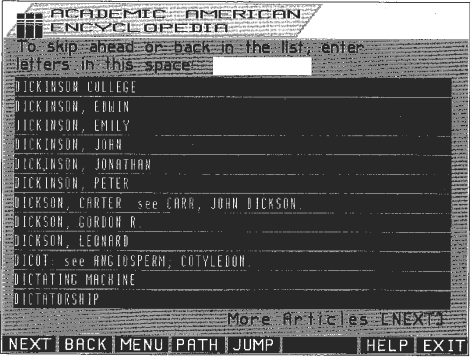 ACADEMIC AMERICAN
ENCYCLOPEDIA
To skip ahead or back in the list, enter
letters in this space:
DICKINSON COLLEGE
DICKINSON, EDWIN
DICKINSON, EMILY
DICKINSON, JOHN
DICKINSON, JONATHAN
DICKINSON, PETER
DICKSON, CARTER see CARR, JOHN DICKSON.
DICKSON, GORDON R.
DICKSON, LEONARD
DICOT: see ANGIOSPERM; COTYLEDON.
DICTATING MACHINE
DICTATORSHIP
More Articles [NEXT]
NEXT BACK MENU PATH JUMP HELP EXIT